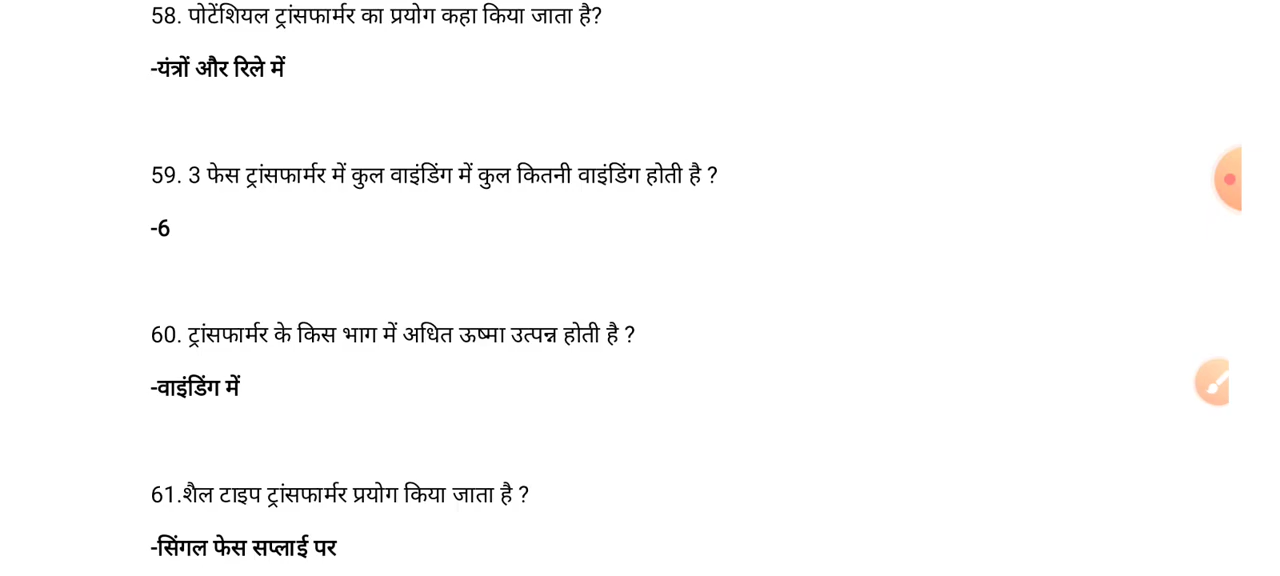 58. पोटेंशियल ट्रांसफार्मर का प्रयोग कहा किया जाता है?
-यंत्रों और रिले में
59. 3 फेस ट्रांसफार्मर में कुल वाइंडिंग में कुल कितनी वाइंडिंग होती है ?
-6
60. ट्रांसफार्मर के किस भाग में अधित ऊष्मा उत्पन्न होती है ?
-वाइंडिंग में
61.शैल टाइप ट्रांसफार्मर प्रयोग किया जाता है ?
-सिंगल फेस सप्लाई पर